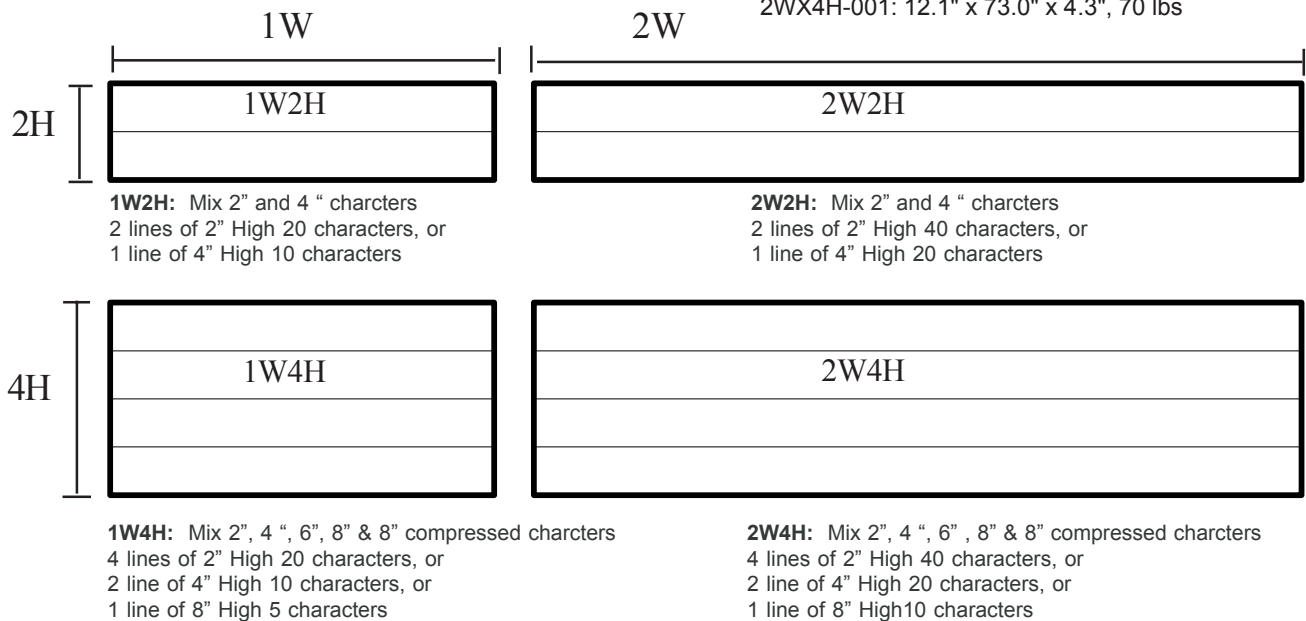 2WX4H-001: 12.1" x 73.0" x 4.3", 70 lbs
1W
2W
2H
1W2H
2W2H
1W2H: Mix 2” and 4 “ charcters
2 lines of 2” High 20 characters, or
1 line of 4” High 10 characters
2W2H: Mix 2” and 4 “ charcters
2 lines of 2” High 40 characters, or
1 line of 4” High 20 characters
4H
1W4H
2W4H
1W4H: Mix 2”, 4 “, 6”, 8” & 8” compressed charcters
4 lines of 2” High 20 characters, or
2 line of 4” High 10 characters, or
1 line of 8” High 5 characters
2W4H: Mix 2”, 4 “, 6” , 8” & 8” compressed charcters
4 lines of 2” High 40 characters, or
2 line of 4” High 20 characters, or
1 line of 8” High10 characters